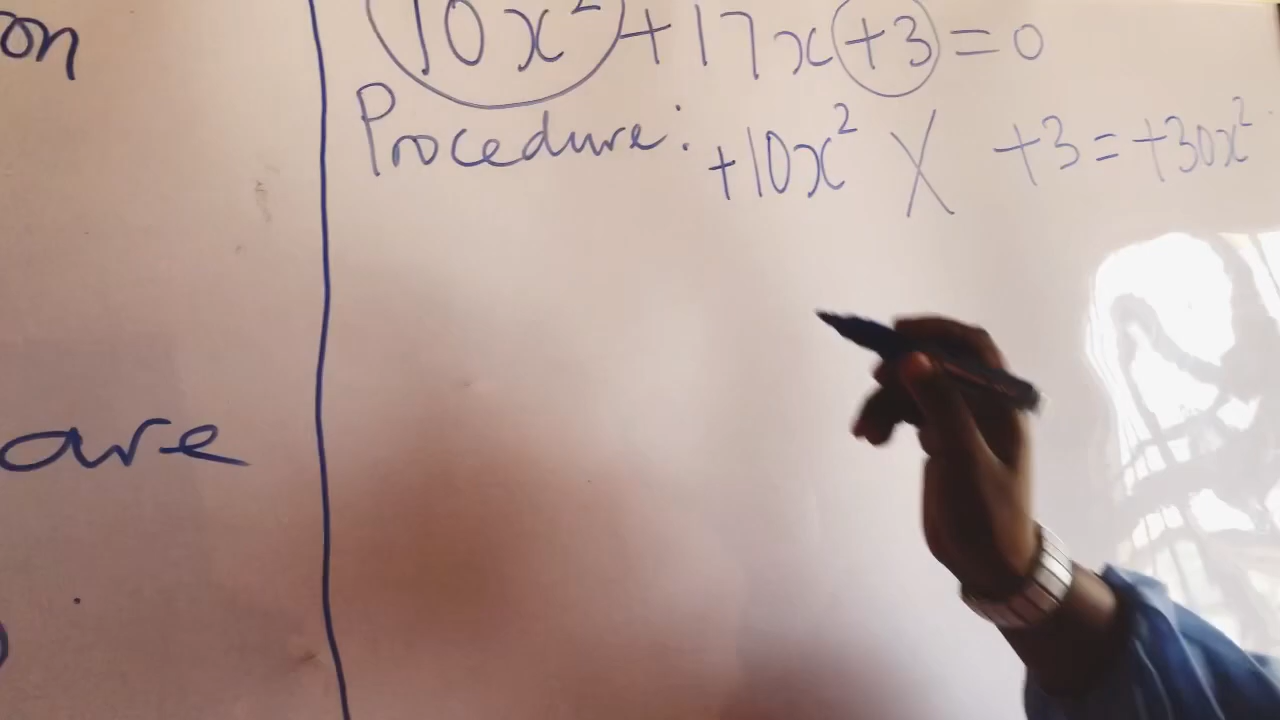 on
10x² + 17x + 3 = 0
Procedure: +10x² X +3 = +30x²
are